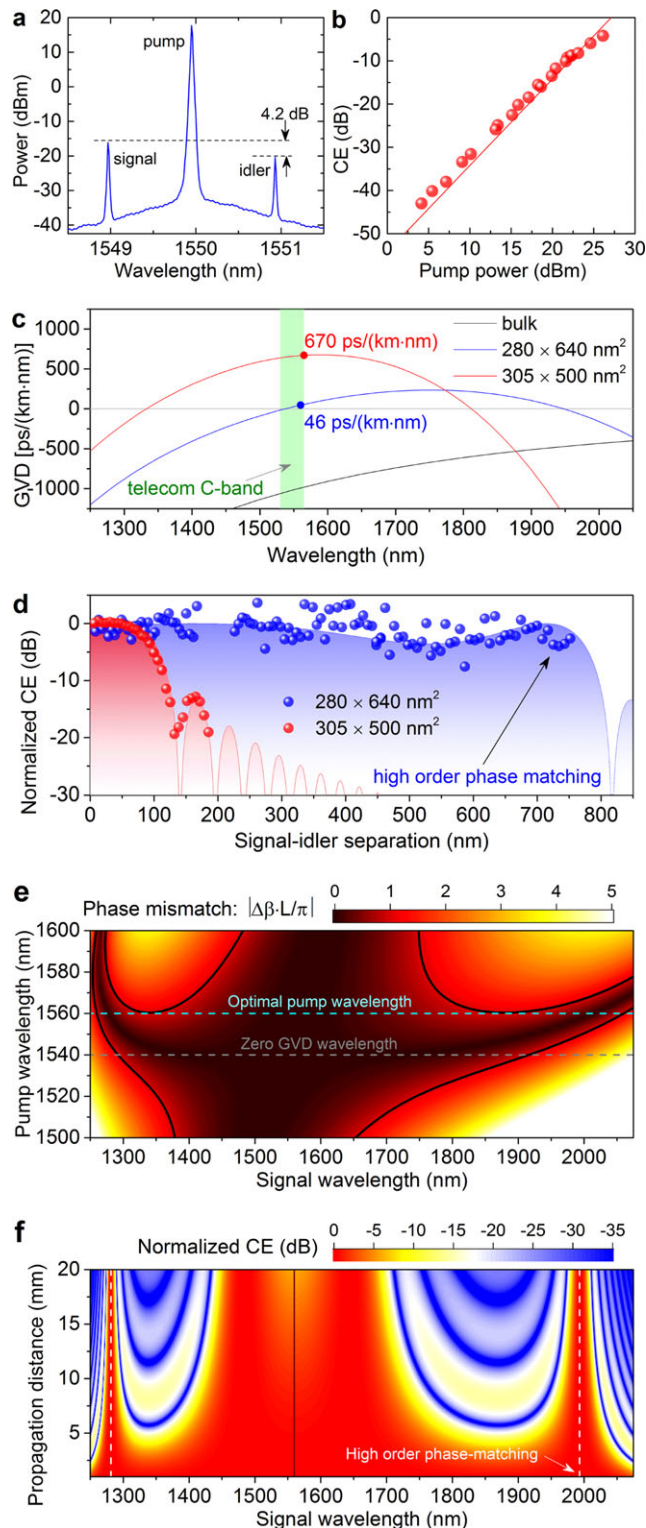 a
Power (dBm)
20
10
0
-10
-20
-30
-40
pump
4.2 dB
signal
idler
1549 1550 1551
Wavelength (nm)
b
CE (dB)
0
-10
-20
-30
-40
-50
0 5 10 15 20 25 30
Pump power (dBm)
c
GVD [ps/(km·nm)]
1000
500
0
-500
1000
670 ps/(km·nm)
46 ps/(km·nm)
telecom C-band
bulk
280 × 640 nm²
305 × 500 nm²
1300 1400 1500 1600 1700 1800 1900 2000
Wavelength (nm)
d
Normalized CE (dB)
0
-10
-20
-30
280 × 640 nm²
305 × 500 nm²
high order phase matching
0 100 200 300 400 500 600 700 800
Signal-idler separation (nm)
e
Phase mismatch: |Δβ·L/π|
0 1 2 3 4 5
Pump wavelength (nm)
1600
1580
1560
1540
1520
1500
Optimal pump wavelength
Zero GVD wavelength
1300 1400 1500 1600 1700 1800 1900 2000
Signal wavelength (nm)
f
Normalized CE (dB)
0 -5 -10 -15 -20 -25 -30 -35
Propagation distance (mm)
20
15
10
5
High order phase-matching
1300 1400 1500 1600 1700 1800 1900 2000
Signal wavelength (nm)